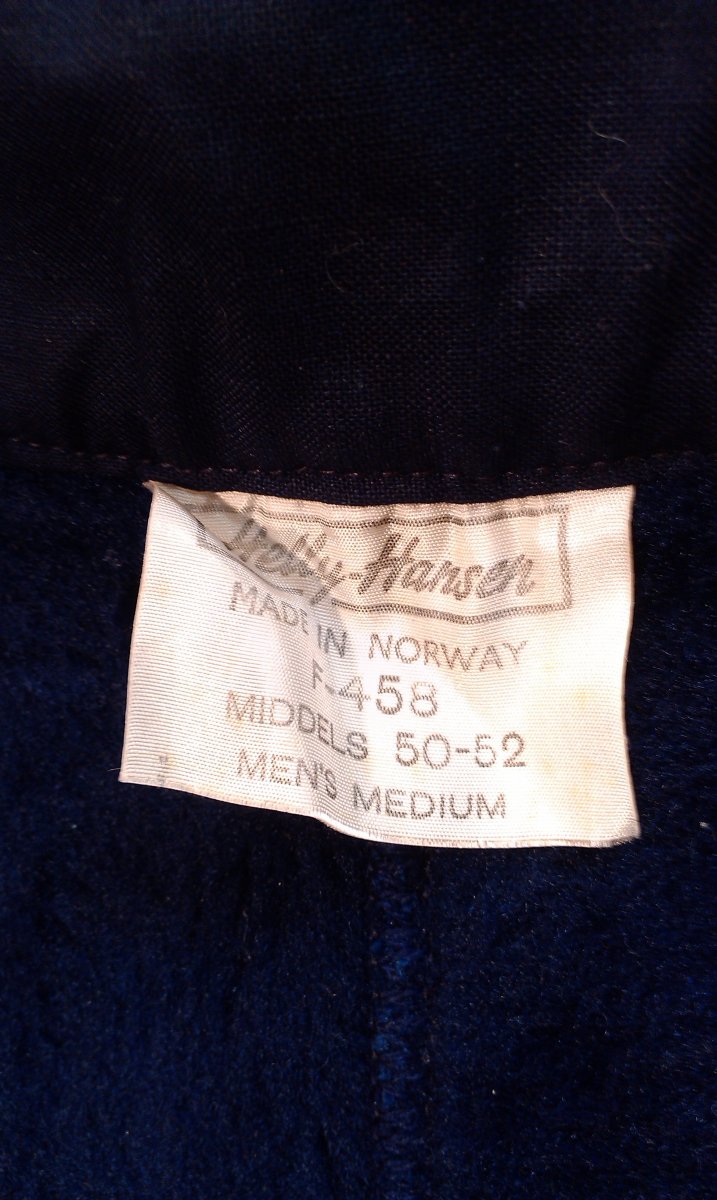 Helly-Hansen
MADE IN NORWAY
F-458
MIDDELS 50-52
MEN'S MEDIUM